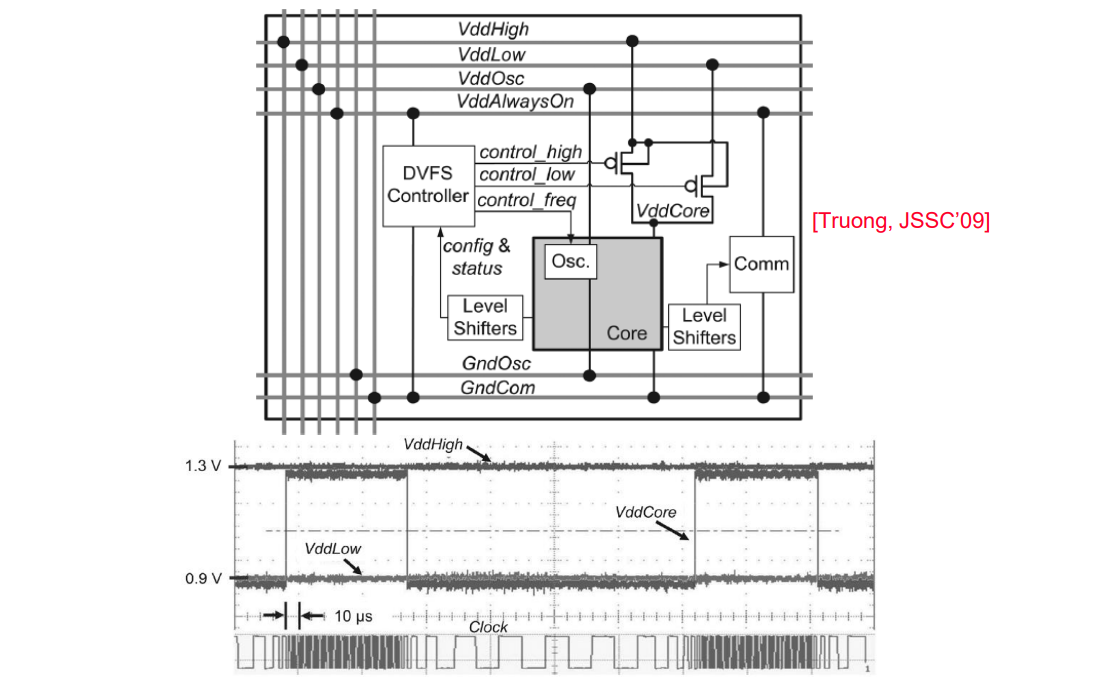 VddHigh
VddLow
VddOsc
VddAlwaysOn
DVFS
Controller
control_high
control_low
control_freq
VddCore
[Truong, JSSC’09]
config &
status
Osc.
Comm
Level
Shifters
Core
Level
Shifters
GndOsc
GndCom
VddHigh
1.3 V
VddCore
VddLow
0.9 V
10 µs
Clock
1